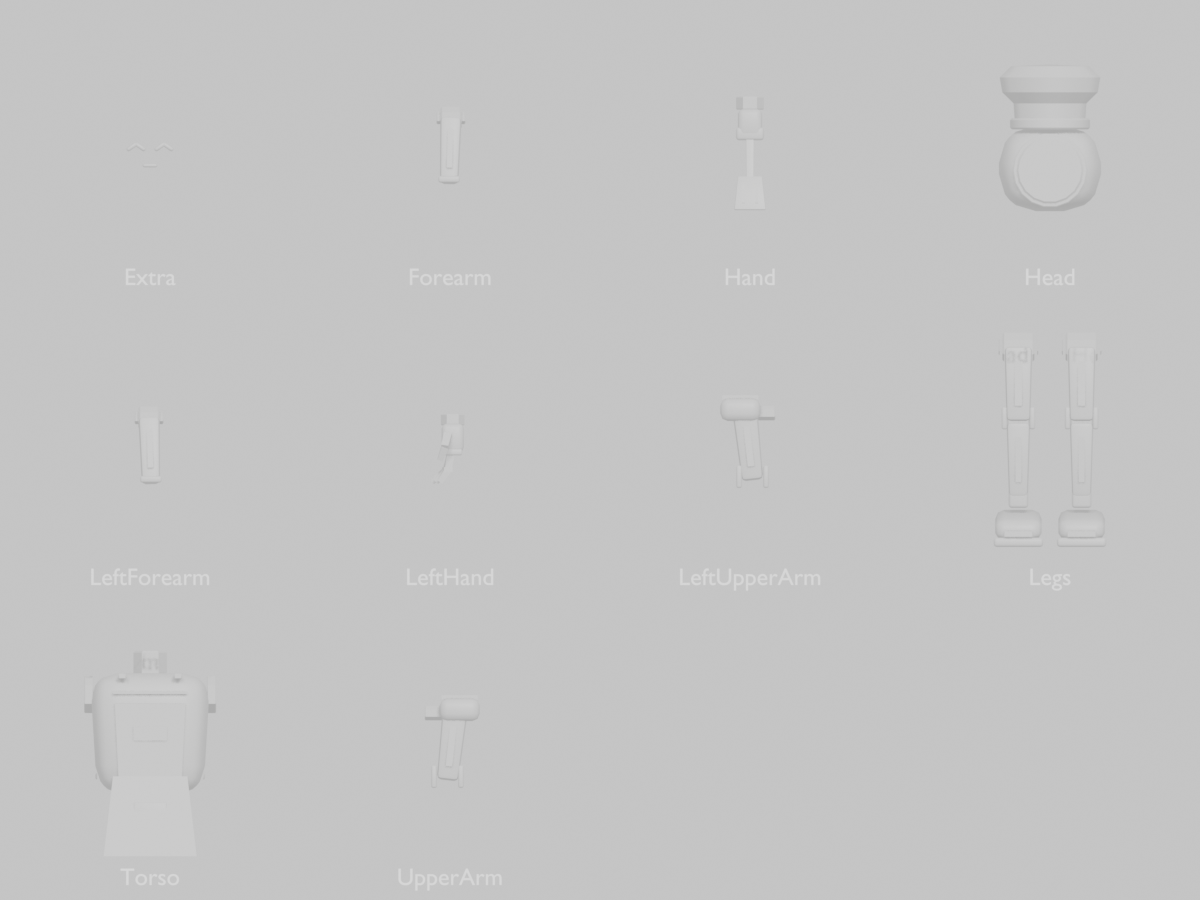 Extra
Forearm
Hand
Head
LeftForearm
LeftHand
LeftUpperArm
Legs
Torso
UpperArm